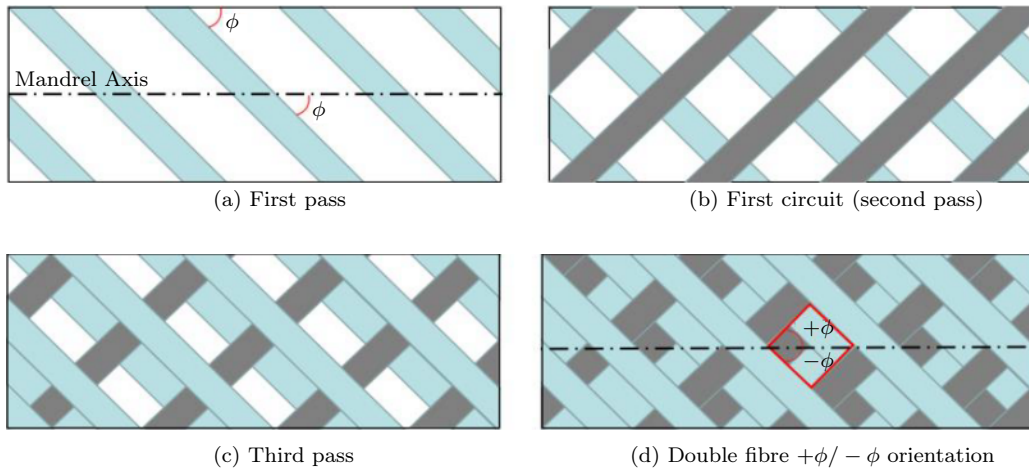 ϕ
Mandrel Axis
ϕ
(a) First pass
(b) First circuit (second pass)
+ϕ
−ϕ
(c) Third pass
(d) Double fibre +ϕ/ − ϕ orientation